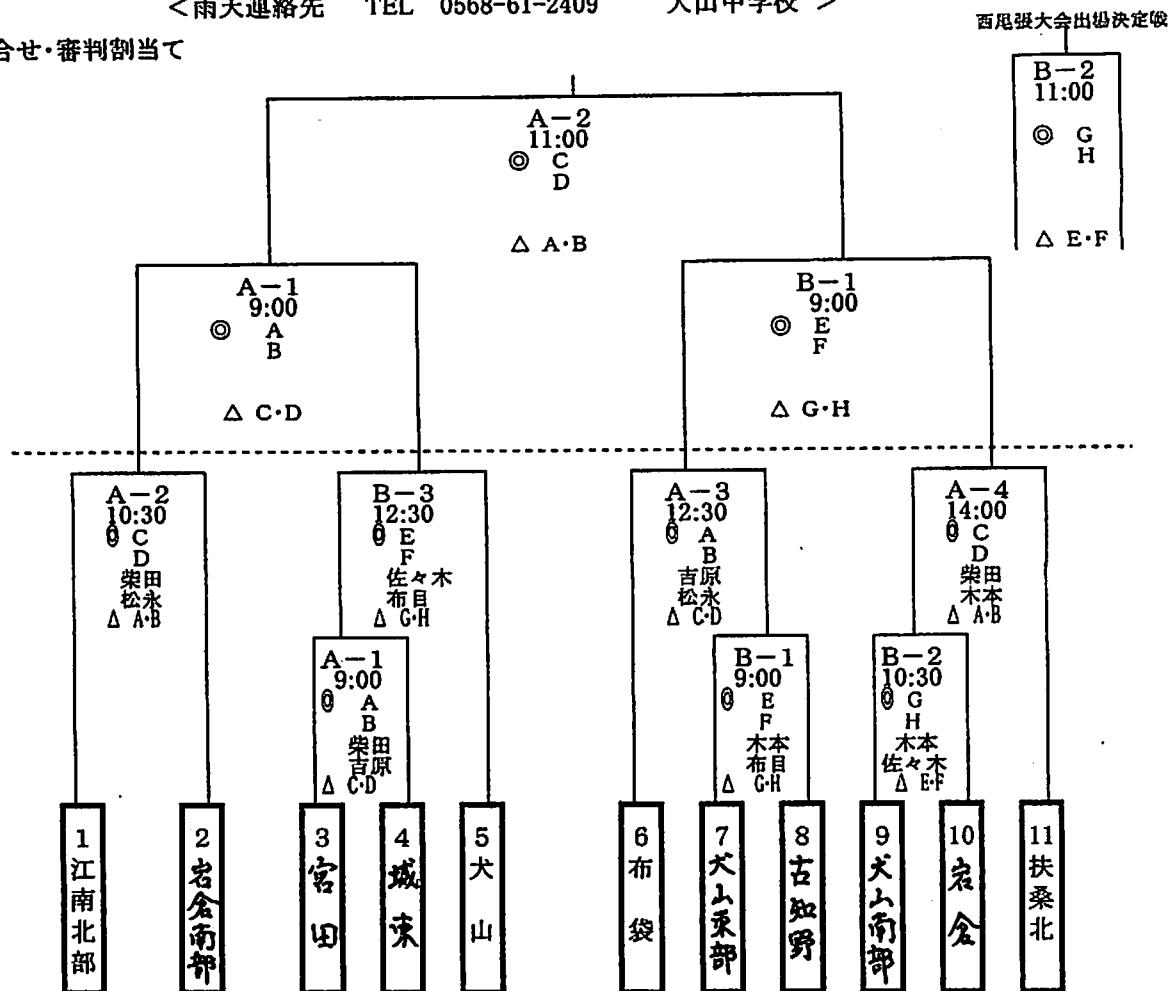 ＜雨天連絡先 TEL 0568-61-2409 犬山中学校 ＞
合せ・審判割当て
西尾張大会出場決定戦
B－2
11:00
◎ G
H
△ E・F
A－2
11:00
◎ C
D
△ A・B
A－1
9:00
◎ A
B
△ C・D
B－1
9:00
◎ E
F
△ G・H
A－2
10:30
◎ C
D
柴田
松永
△ A・B
B－3
12:30
◎ E
F
佐々木
布目
△ G・H
A－3
12:30
◎ A
B
吉原
松永
△ C・D
A－4
14:00
◎ C
D
柴田
木本
△ A・B
A－1
9:00
◎ A
B
柴田
吉原
△ C・D
B－1
9:00
◎ E
F
木本
布目
△ G・H
B－2
10:30
◎ G
H
木本
佐々木
△ E・F
1 江南北部
2 岩倉南部
3 宮田
4 城東
5 犬山
6 布袋
7 犬山東部
8 古知野
9 犬山南部
10 岩倉
11 扶桑北